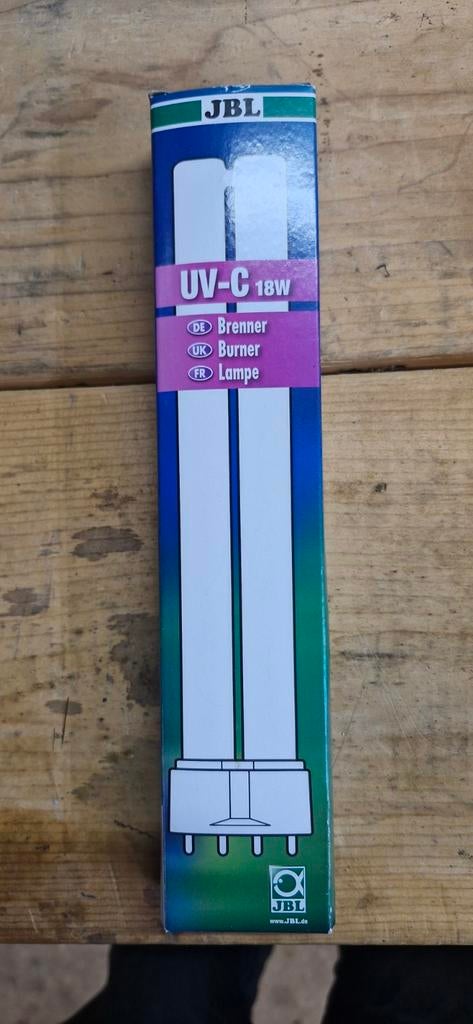 JBL
UV-C 18W
DE Brenner
UK Burner
FR Lampe
JBL
www.JBL.de